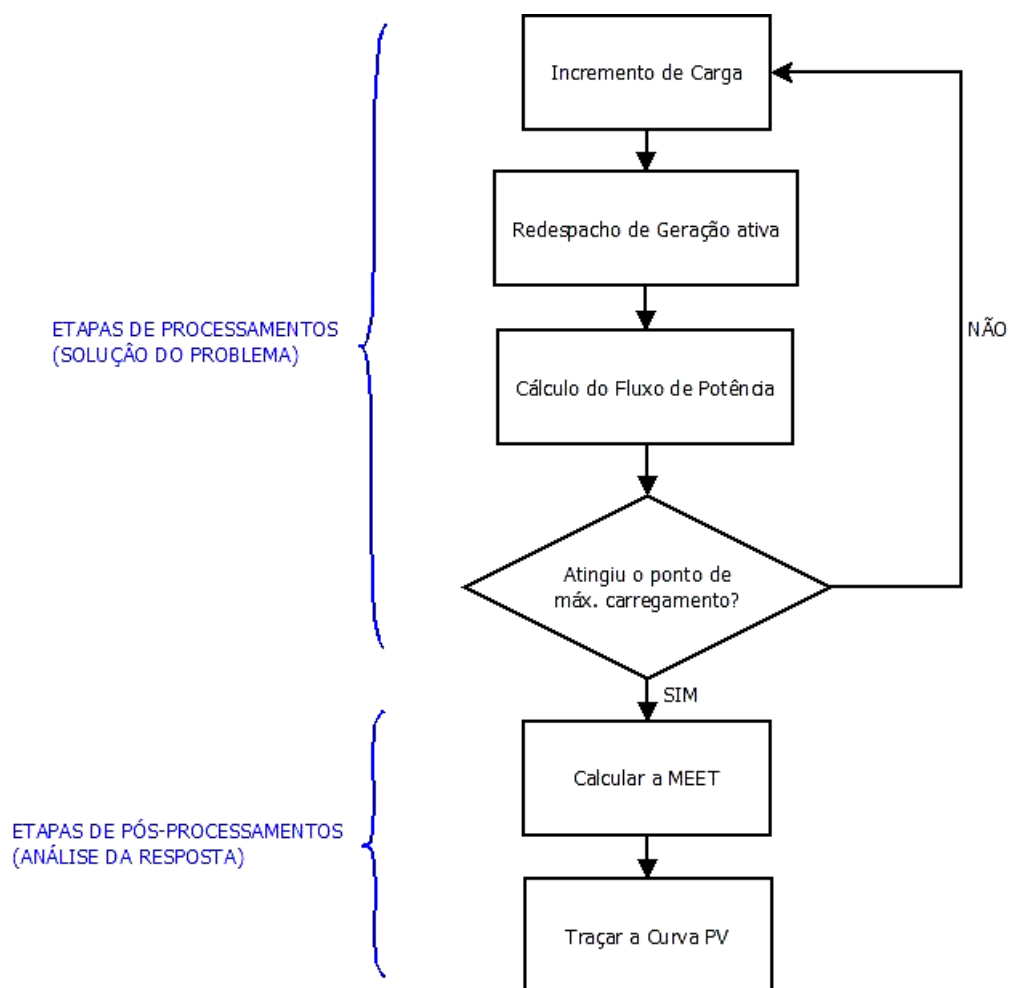 Incremento de Carga
Redespacho de Geração ativa
ETAPAS DE PROCESSAMENTOS
(SOLUÇÂO DO PROBLEMA)
NÃO
Cálculo do Fluxo de Potência
Atingiu o ponto de
máx. carregamento?
SIM
Calcular a MEET
ETAPAS DE PÓS-PROCESSAMENTOS
(ANÁLISE DA RESPOSTA)
Traçar a Curva PV